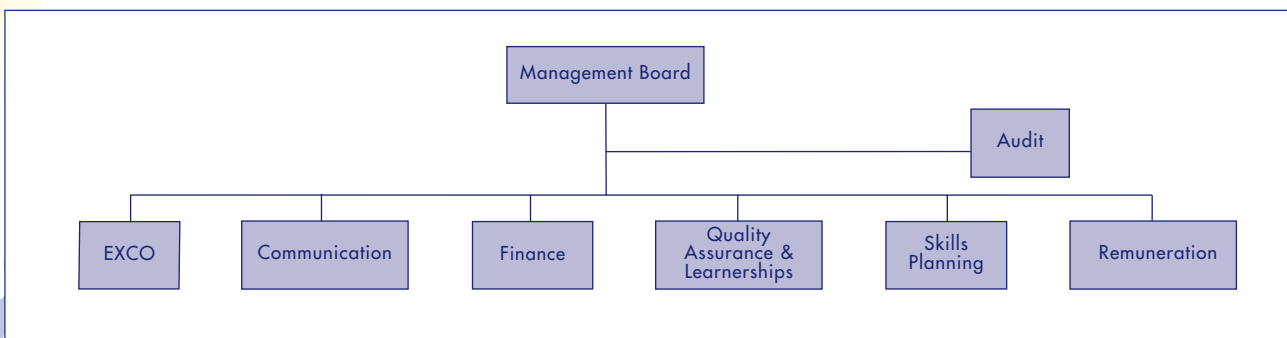 Management Board
Audit
EXCO
Communication
Finance
Quality
Assurance &
Learnerships
Skills
Planning
Remuneration